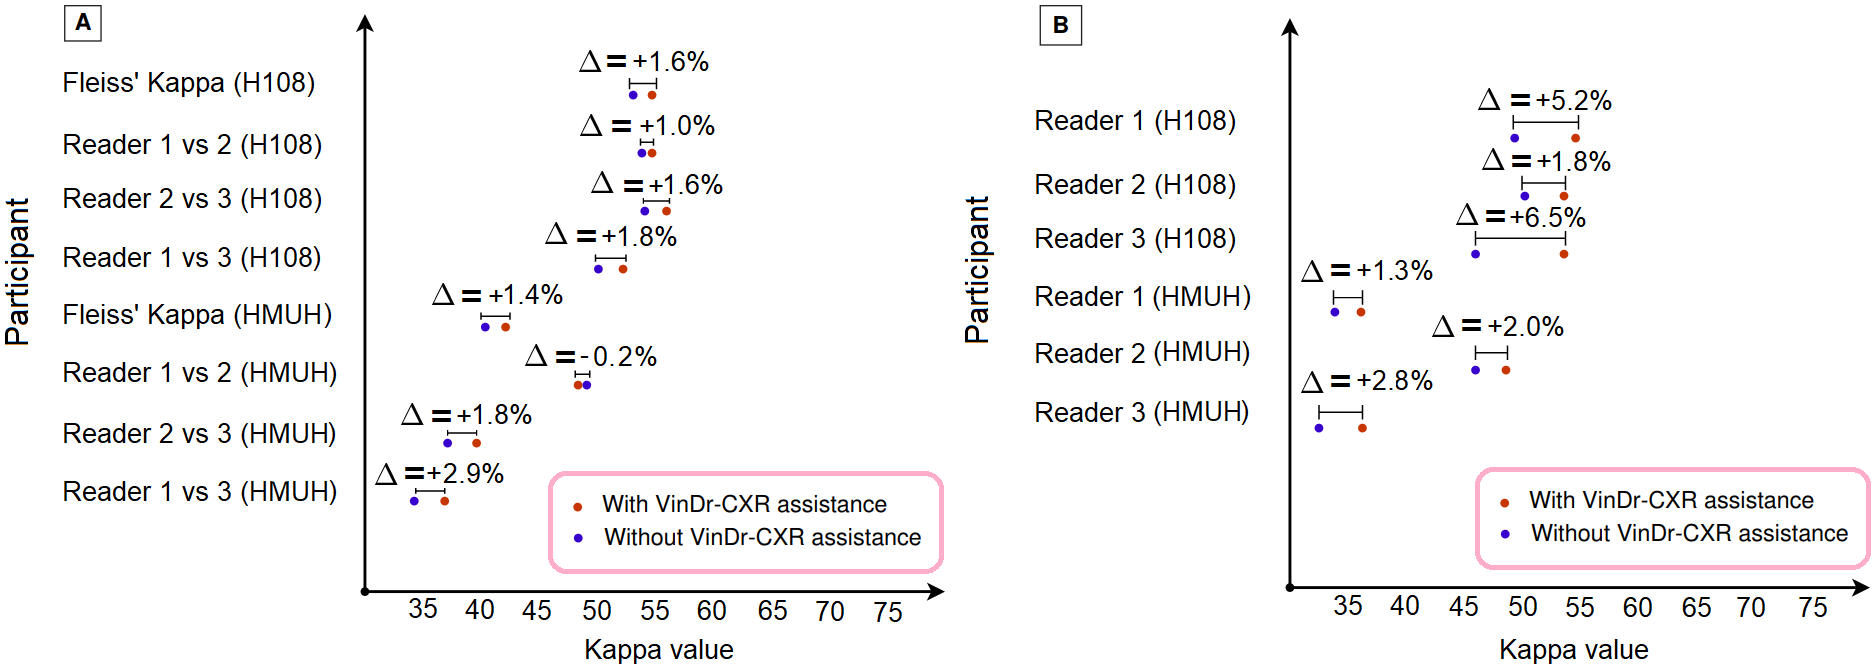 A
Participant
Fleiss' Kappa (H108)
Δ = +1.6%
Reader 1 vs 2 (H108)
Δ = +1.0%
Reader 2 vs 3 (H108)
Δ = +1.6%
Reader 1 vs 3 (H108)
Δ = +1.8%
Fleiss' Kappa (HMUH)
Δ = +1.4%
Reader 1 vs 2 (HMUH)
Δ = -0.2%
Reader 2 vs 3 (HMUH)
Δ = +1.8%
Reader 1 vs 3 (HMUH)
Δ = +2.9%
With VinDr-CXR assistance
Without VinDr-CXR assistance
35 40 45 50 55 60 65 70 75
Kappa value
B
Participant
Reader 1 (H108)
Δ = +5.2%
Reader 2 (H108)
Δ = +1.8%
Reader 3 (H108)
Δ = +6.5%
Reader 1 (HMUH)
Δ = +1.3%
Reader 2 (HMUH)
Δ = +2.0%
Reader 3 (HMUH)
Δ = +2.8%
With VinDr-CXR assistance
Without VinDr-CXR assistance
35 40 45 50 55 60 65 70 75
Kappa value